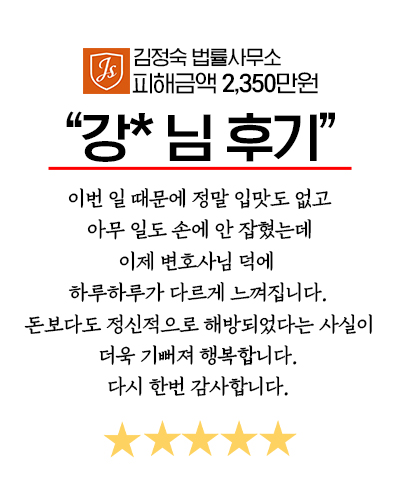 Js
김정숙 법률사무소
피해금액 2,350만원
“강* 님 후기”
이번 일 때문에 정말 입맛도 없고
아무 일도 손에 안 잡혔는데
이제 변호사님 덕에
하루하루가 다르게 느껴집니다.
돈보다도 정신적으로 해방되었다는 사실이
더욱 기뻐져 행복합니다.
다시 한번 감사합니다.